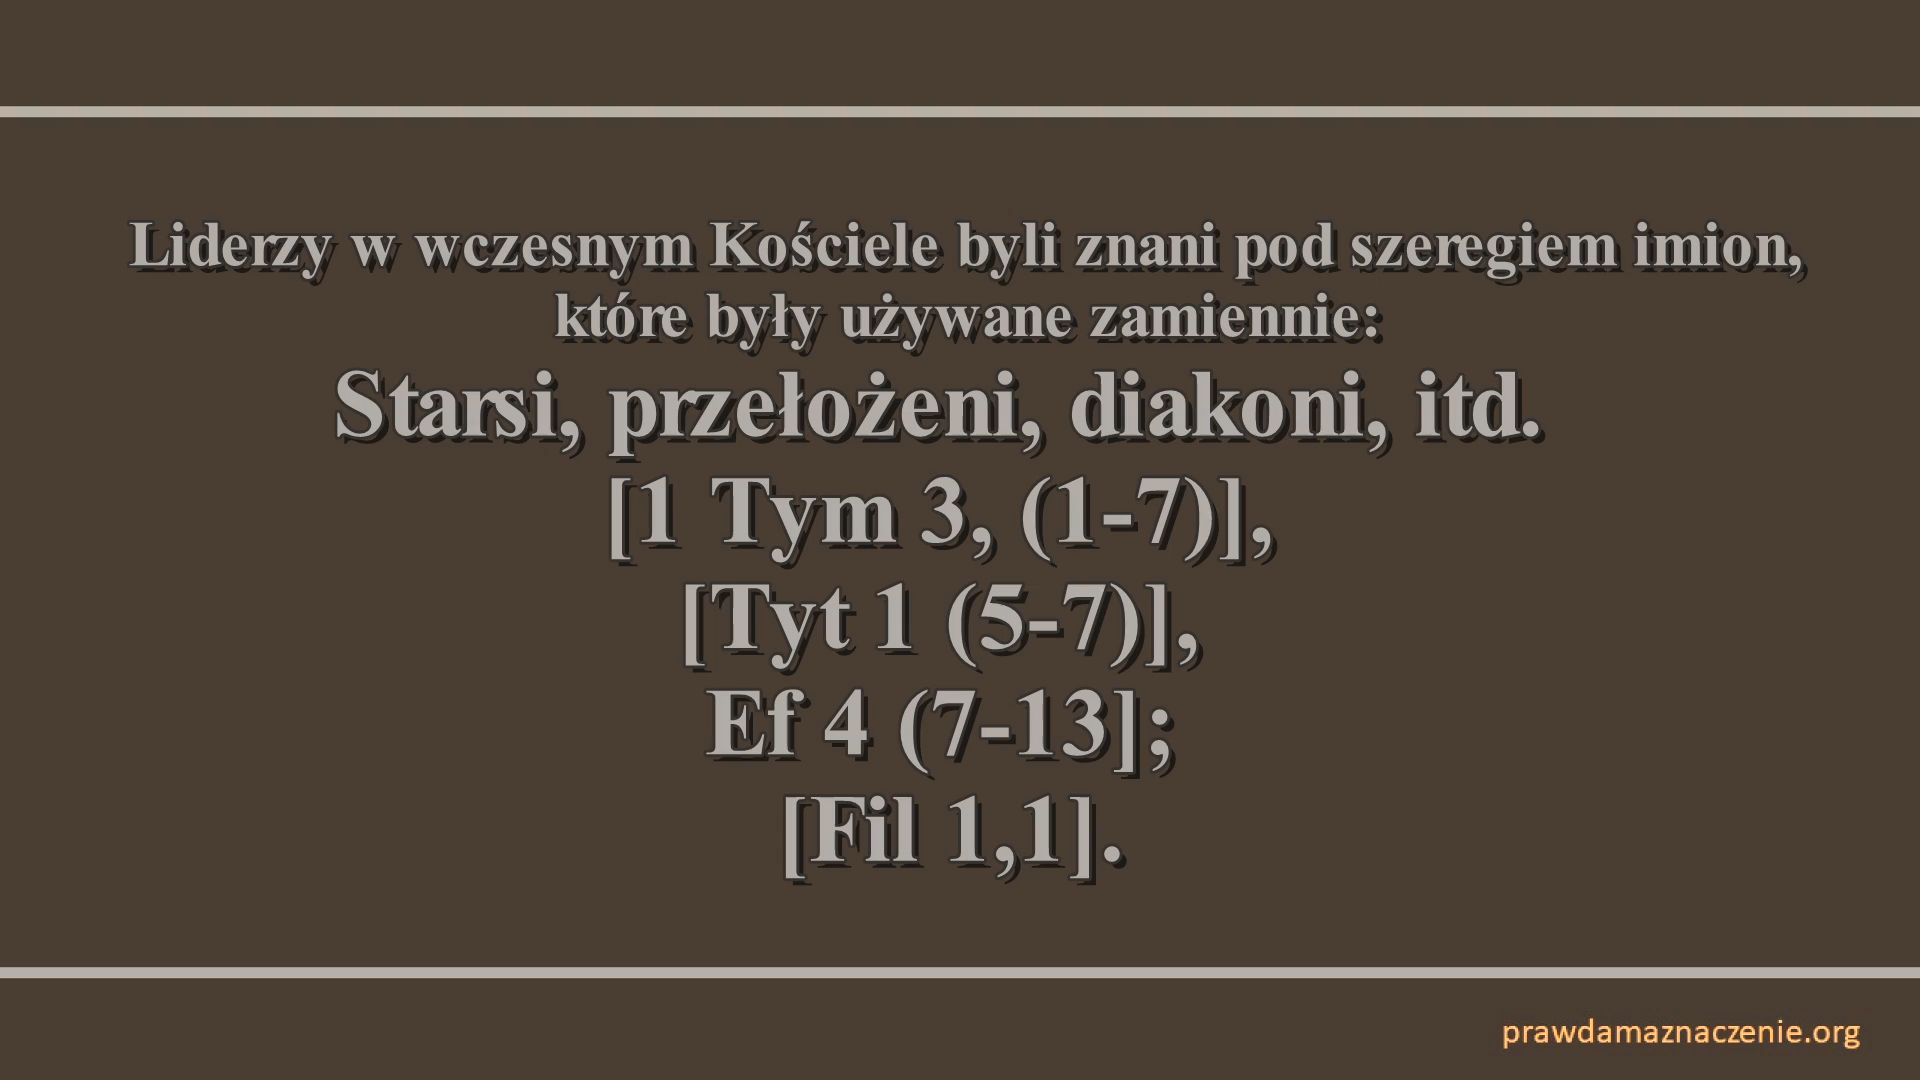 Liderzy w wczesnym Kościele byli znani pod szeregiem imion,
które były używane zamiennie:
Starsi, przełożeni, diakoni, itd.
[1 Tym 3, (1-7)],
[Tyt 1 (5-7)],
Ef 4 (7-13];
[Fil 1,1].
prawdamaznaczenie.org